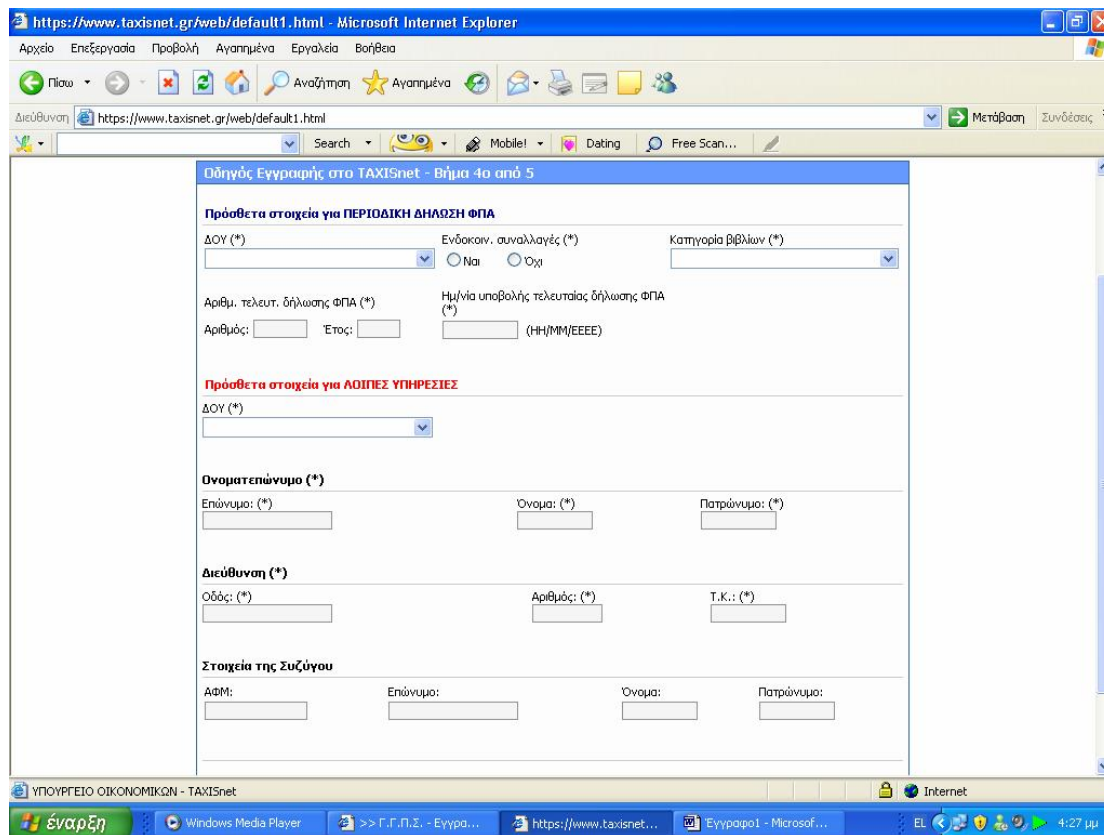 https://www.taxisnet.gr/web/default1.html - Microsoft Internet Explorer
Αρχείο Επεξεργασία Προβολή Αγαπημένα Εργαλεία Βοήθεια
Πίσω Αναζήτηση Αγαπημένα
Διεύθυνση https://www.taxisnet.gr/web/default1.html Μετάβαση Συνδέσεις
Search Mobile! Dating Free Scan...
Οδηγός Εγγραφής στο TAXISnet - Βήμα 4ο από 5
Πρόσθετα στοιχεία για ΠΕΡΙΟΔΙΚΗ ΔΗΛΩΣΗ ΦΠΑ
ΔΟΥ (*) Ενδοκοιν. συναλλαγές (*) Κατηγορία βιβλίων (*)
Ναι Όχι
Αριθμ. τελευτ. δήλωσης ΦΠΑ (*) Ημ/νία υποβολής τελευταίας δήλωσης ΦΠΑ
(*)
Αριθμός: Έτος: (ΗΗ/ΜΜ/ΕΕΕΕ)
Πρόσθετα στοιχεία για ΛΟΙΠΕΣ ΥΠΗΡΕΣΙΕΣ
ΔΟΥ (*)
Ονοματεπώνυμο (*)
Επώνυμο: (*) Όνομα: (*) Πατρώνυμο: (*)
Διεύθυνση (*)
Οδός: (*) Αριθμός: (*) Τ.Κ.: (*)
Στοιχεία της Συζύγου
ΑΦΜ: Επώνυμο: Όνομα: Πατρώνυμο:
ΥΠΟΥΡΓΕΙΟ ΟΙΚΟΝΟΜΙΚΩΝ - TAXISnet Internet
έναρξη Windows Media Player >> Γ.Γ.Π.Σ. - Εγγρα... https://www.taxisnet... Έγγραφο1 - Microsof... EL 4:27 μμ